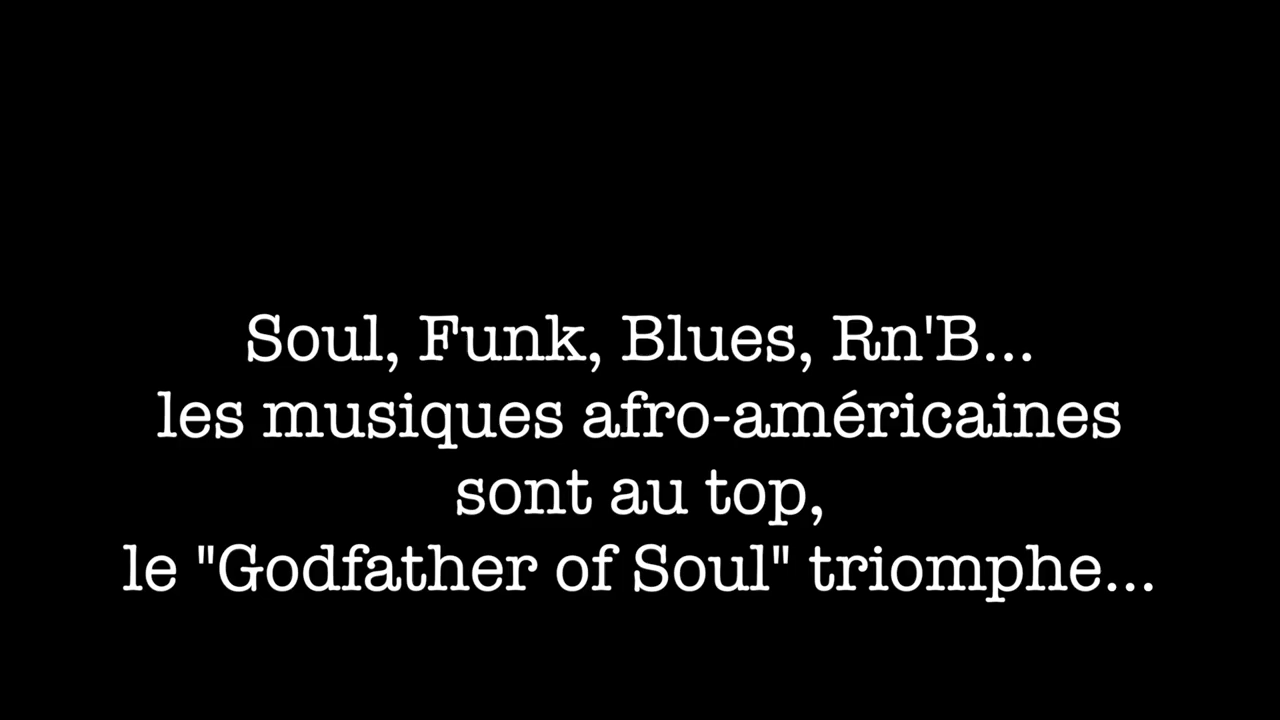 Soul, Funk, Blues, Rn'B...
les musiques afro-américaines
sont au top,
le "Godfather of Soul" triomphe...